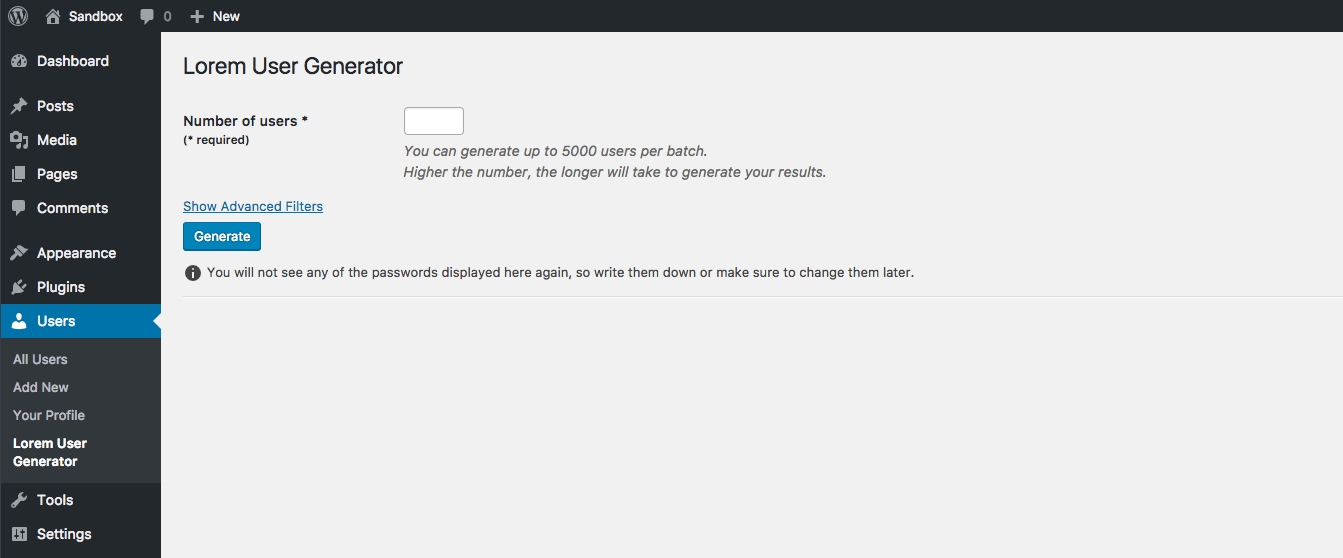 Sandbox 0 New
Dashboard
Posts
Media
Pages
Comments
Appearance
Plugins
Users
All Users
Add New
Your Profile
Lorem User
Generator
Tools
Settings
Lorem User Generator
Number of users *
(* required)
You can generate up to 5000 users per batch.
Higher the number, the longer will take to generate your results.
Show Advanced Filters
Generate
You will not see any of the passwords displayed here again, so write them down or make sure to change them later.